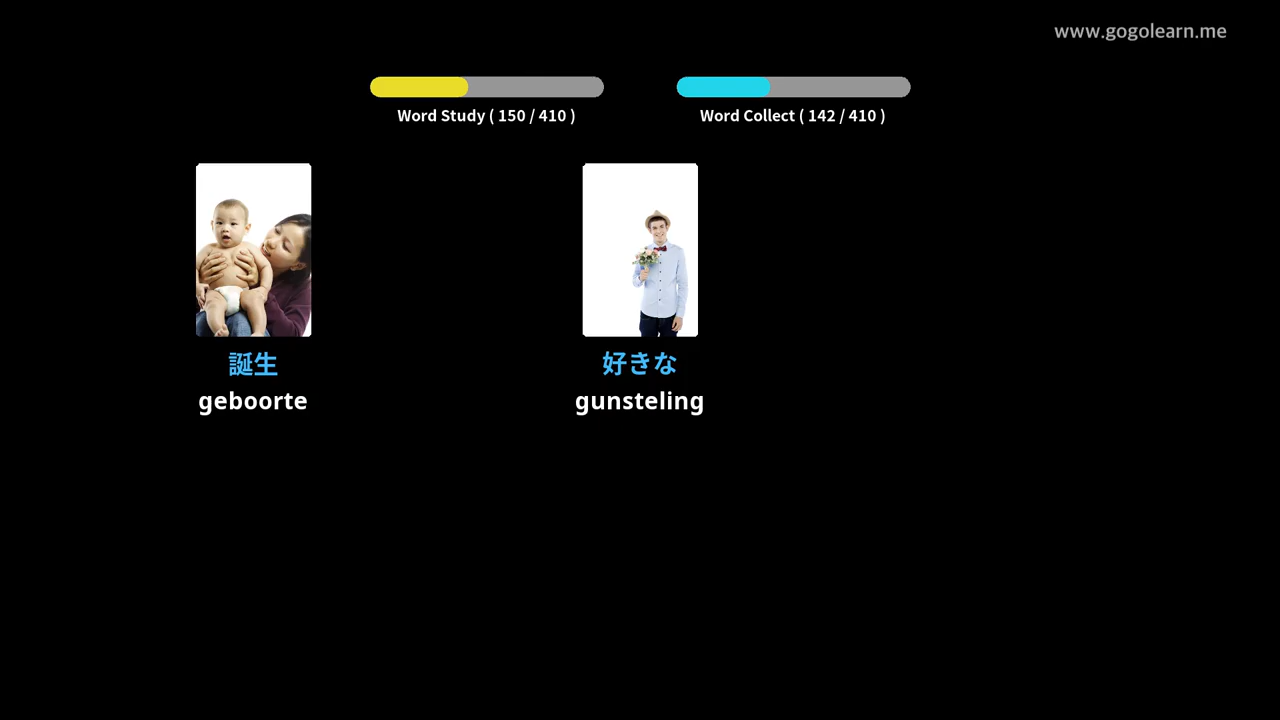 www.gogolearn.me
Word Study ( 150 / 410 )
Word Collect ( 142 / 410 )
誕生
geboorte
好きな
gunsteling